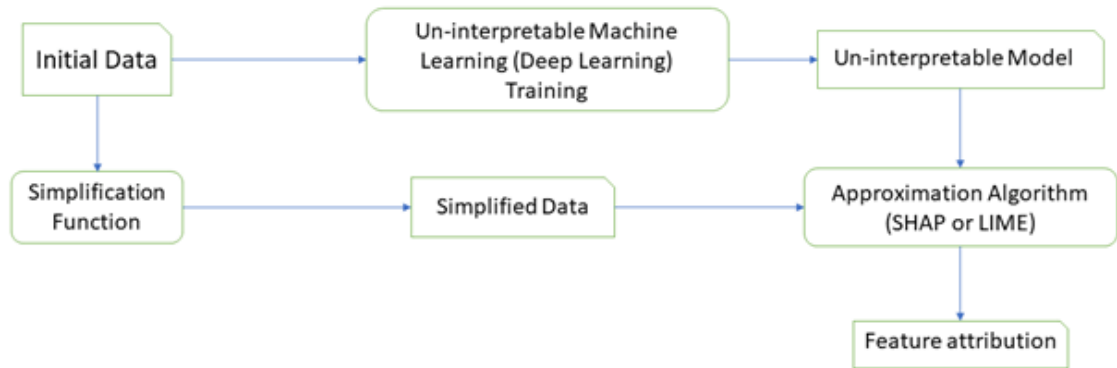 Initial Data
Un-interpretable Machine
Learning (Deep Learning)
Training
Un-interpretable Model
Simplification
Function
Simplified Data
Approximation Algorithm
(SHAP or LIME)
Feature attribution